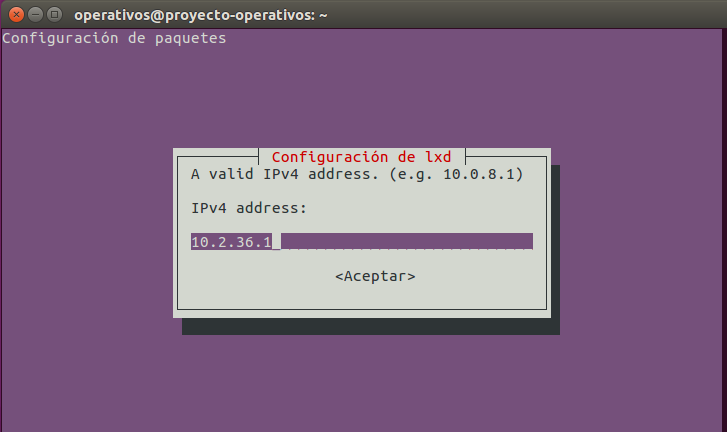 operativos@proyecto-operativos: ~
Configuración de paquetes
Configuración de lxd
A valid IPv4 address. (e.g. 10.0.8.1)
IPv4 address:
10.2.36.1
<Aceptar>